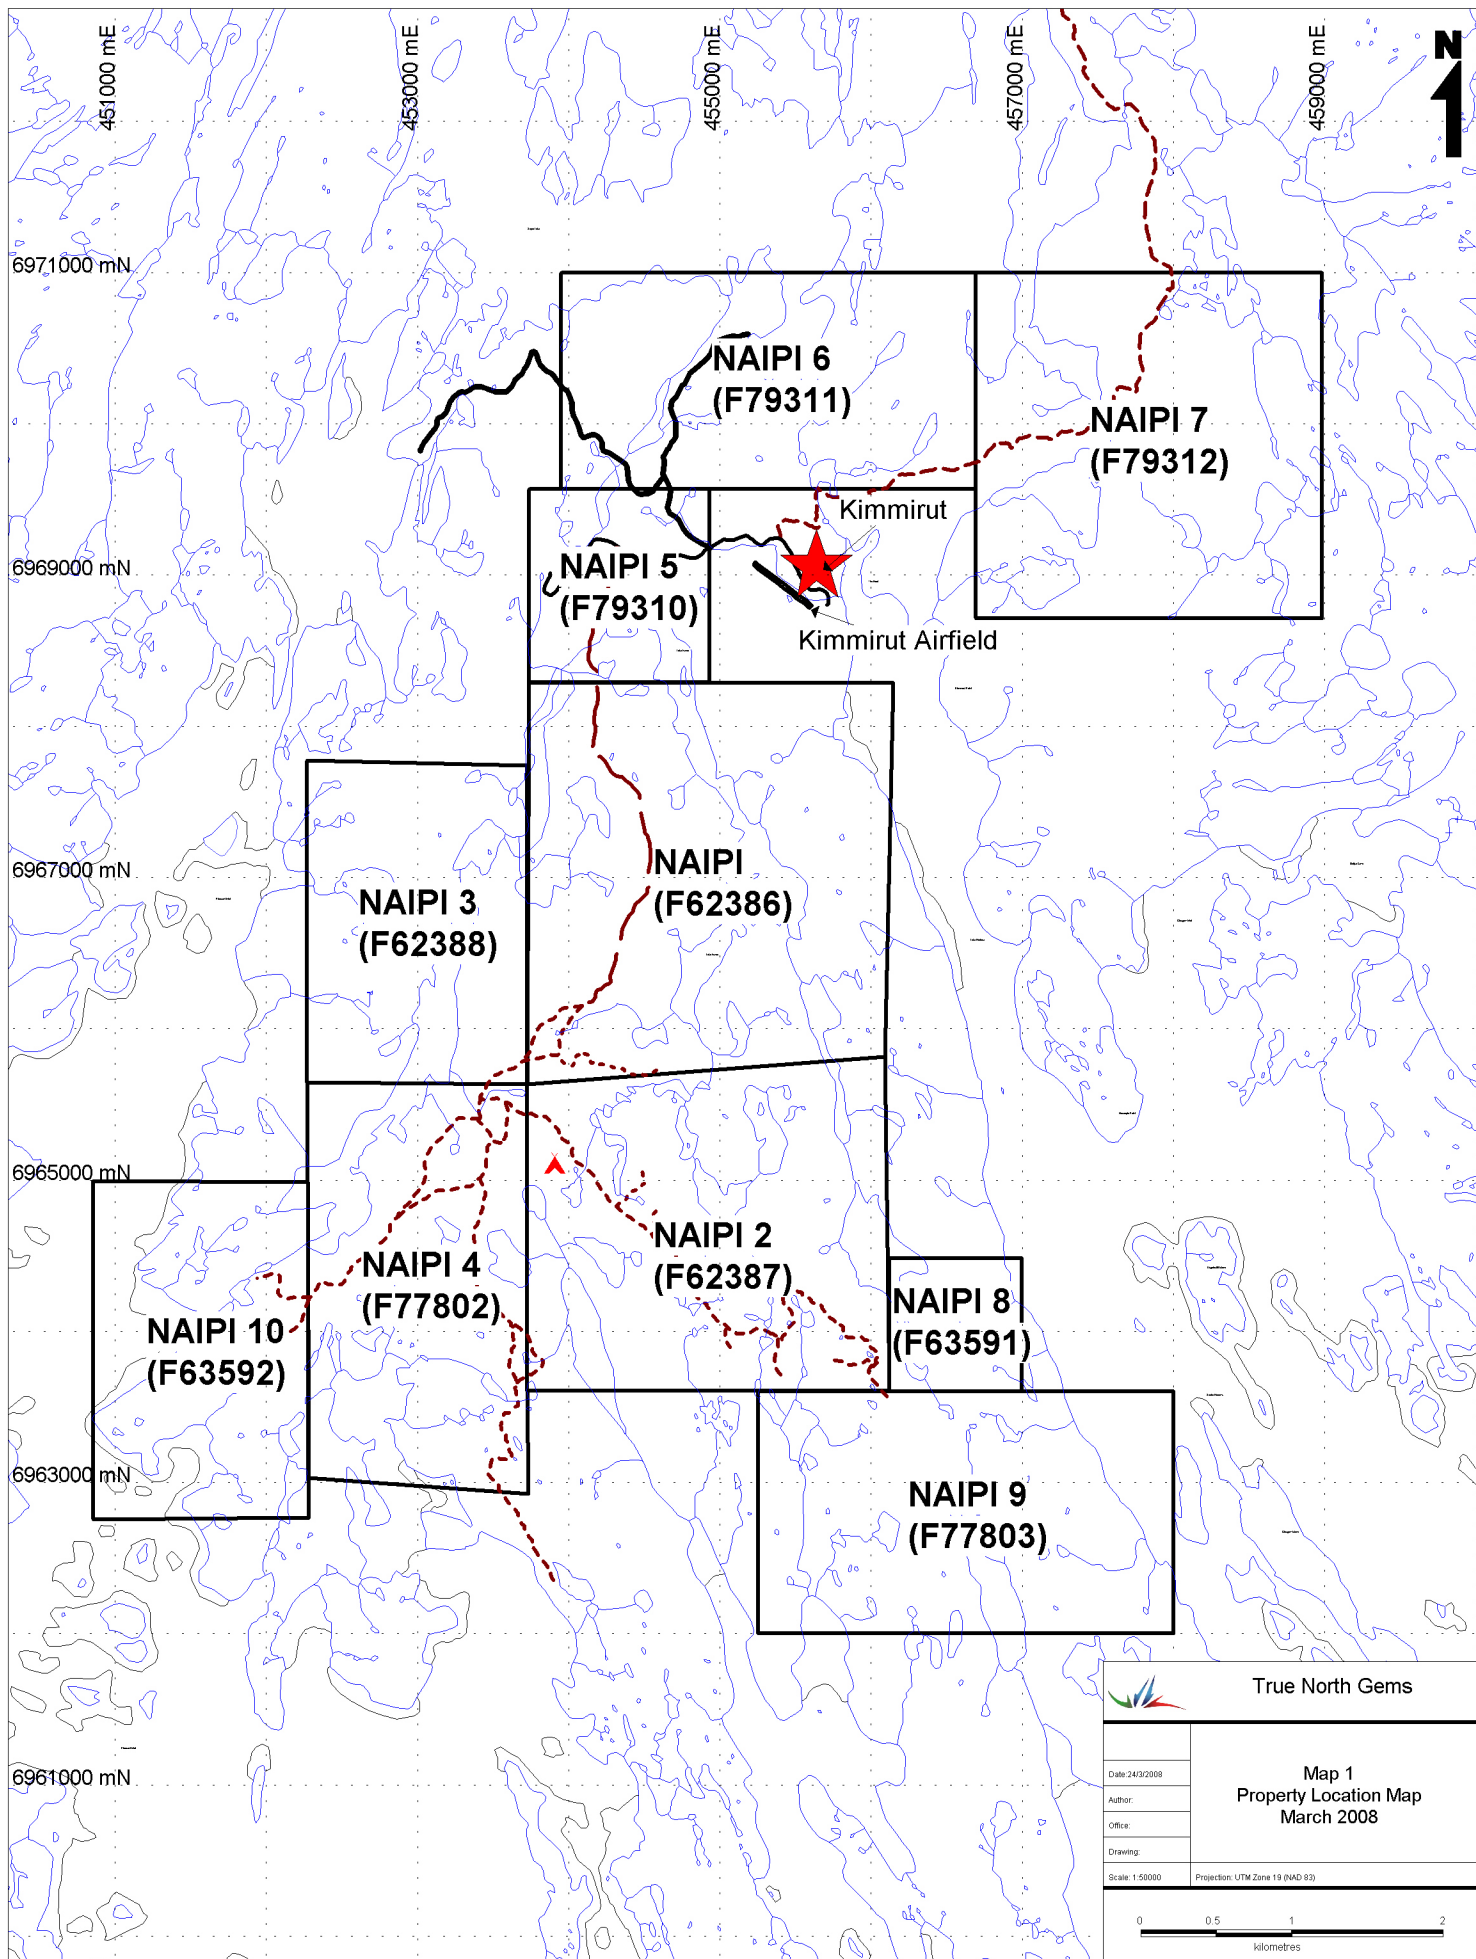 451000 mE
453000 mE
455000 mE
457000 mE
459000 mE
N
6971000 mN
NAIPI 6
(F79311)
NAIPI 7
(F79312)
Kimmirut
6969000 mN
NAIPI 5
(F79310)
Kimmirut Airfield
6967000 mN
NAIPI
(F62386)
NAIPI 3
(F62388)
6965000 mN
NAIPI 2
(F62387)
NAIPI 4
(F77802)
NAIPI 8
(F63591)
NAIPI 10
(F63592)
6963000 mN
NAIPI 9
(F77803)
6961000 mN
True North Gems
Date:24/3/2008
Author:
Office:
Drawing:
Scale: 1:50000
Map 1
Property Location Map
March 2008
Projection: UTM Zone 19 (NAD 83)
0 0.5 1 2
kilometres